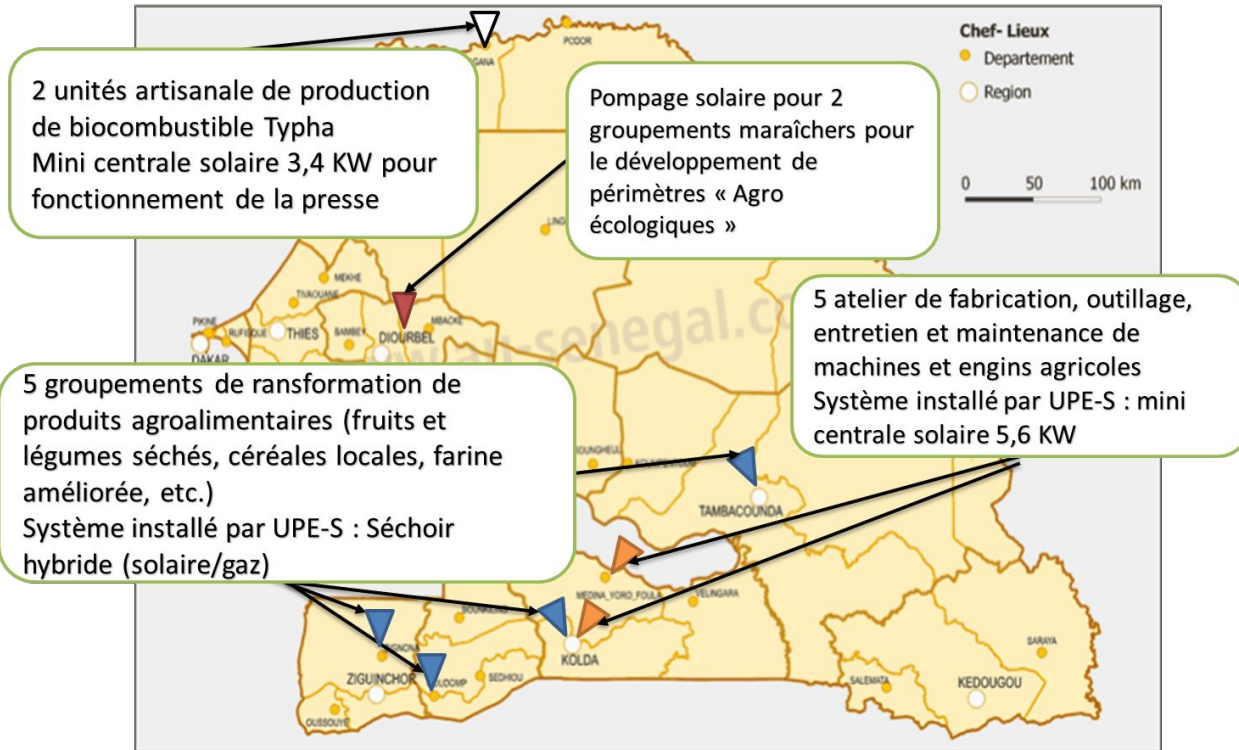 Chef- Lieux
Departement
Region
0 50 100 km
PODOR
2 unités artisanale de production
de biocombustible Typha
Mini centrale solaire 3,4 KW pour
fonctionnement de la presse
Pompage solaire pour 2
groupements maraîchers pour
le développement de
périmètres « Agro
écologiques »
MEKHE
TIVAOUANE
PIKINE
RUFISQUE
THIES
BAMBEY
DIOURBEL
MBACKE
DAKAR
5 atelier de fabrication, outillage,
entretien et maintenance de
machines et engins agricoles
Système installé par UPE-S : mini
centrale solaire 5,6 KW
5 groupements de ransformation de
produits agroalimentaires (fruits et
légumes séchés, céréales locales, farine
améliorée, etc.)
Système installé par UPE-S : Séchoir
hybride (solaire/gaz)
TAMBACOUNDA
MEDINA_YORO_FOULA
VELINGARA
KOLDA
ZIGUINCHOR
SEDHIOU
OUSSOUYE
SARAYA
SALEMATA
KEDOUGOU